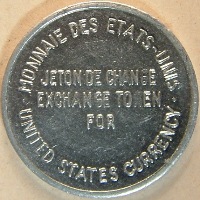 MONNAIE DES ETATS-UNIS
JETON DE CHANGE
EXCHANGE TOKEN
FOR
UNITED STATES CURRENCY